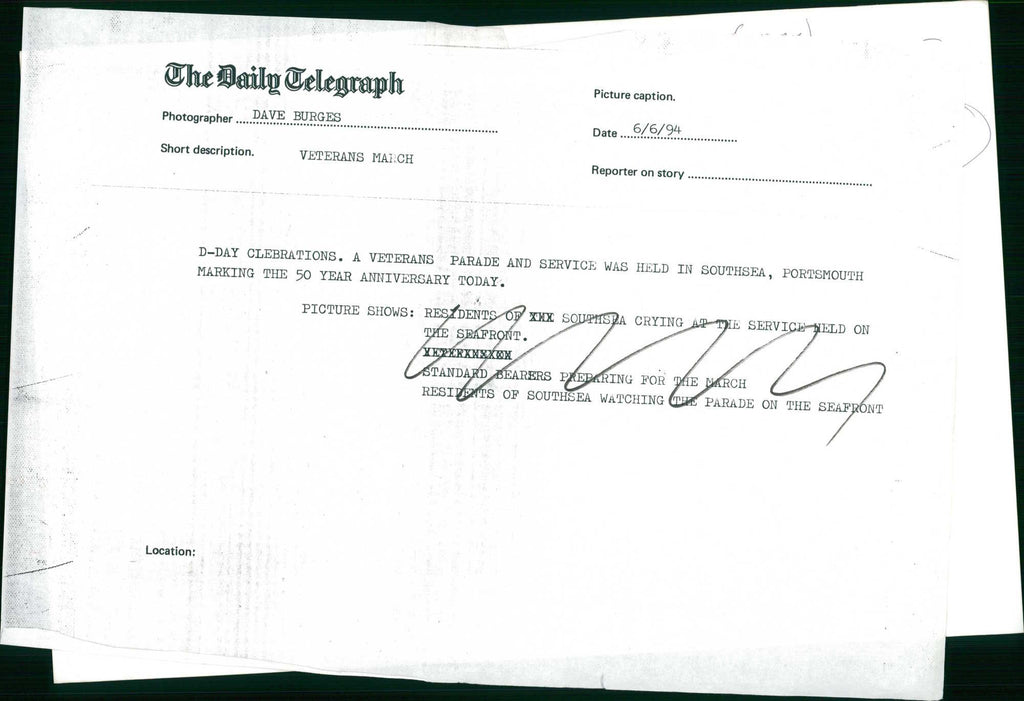 The Daily Telegraph
Photographer DAVE BURGES
Picture caption.
Date 6/6/94
Short description. VETERANS MARCH
Reporter on story
D-DAY CLEBRATIONS. A VETERANS PARADE AND SERVICE WAS HELD IN SOUTHSEA, PORTSMOUTH
MARKING THE 50 YEAR ANNIVERSARY TODAY.
PICTURE SHOWS: RESIDENTS OF XXX SOUTHSEA CRYING AT THE SERVICE HELD ON
THE SEAFRONT.
STANDARD BEARERS PREPARING FOR THE MARCH
RESIDENTS OF SOUTHSEA WATCHING THE PARADE ON THE SEAFRONT
Location: